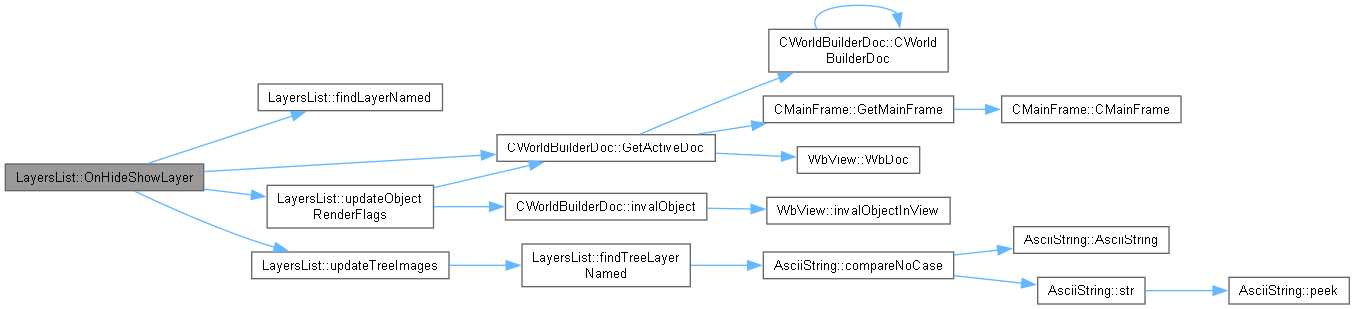 LayersList::OnHideShowLayer
LayersList::findLayerNamed
LayersList::updateObject
RenderFlags
LayersList::updateTreeImages
CWorldBuilderDoc::GetActiveDoc
CWorldBuilderDoc::invalObject
LayersList::findTreeLayer
Named
CWorldBuilderDoc::CWorld
BuilderDoc
CMainFrame::GetMainFrame
WbView::WbDoc
WbView::invalObjectInView
AsciiString::compareNoCase
CMainFrame::CMainFrame
AsciiString::AsciiString
AsciiString::str
AsciiString::peek